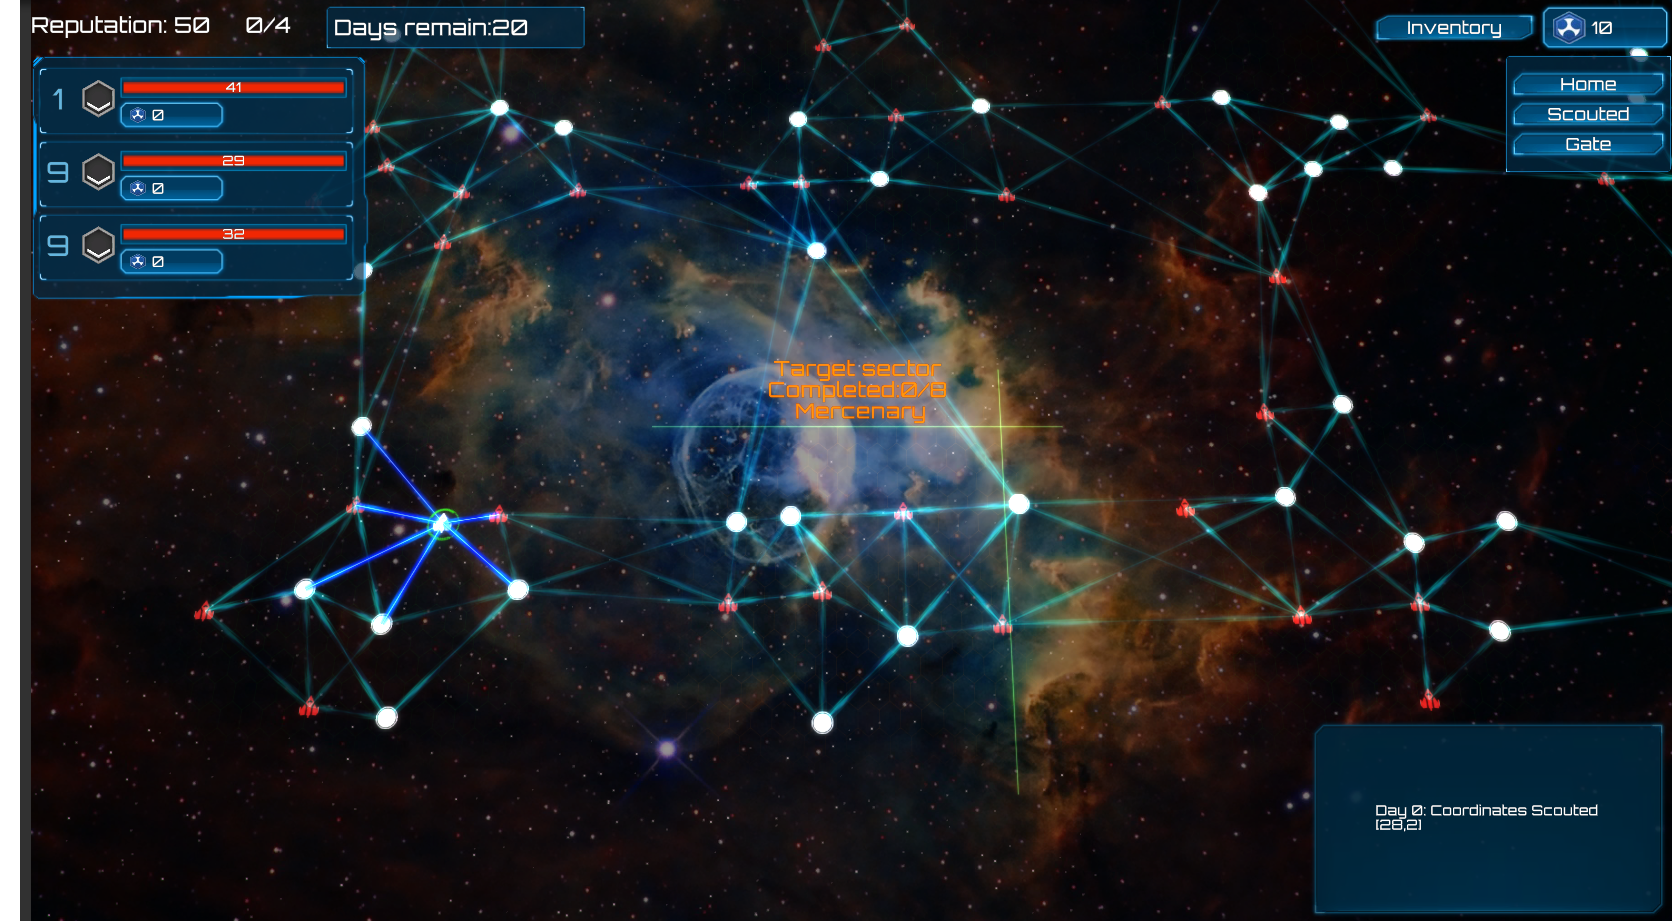 Reputation: 50 0/4
Days remain:20
Inventory
10
1
41
0
9
29
0
9
32
0
Home
Scouted
Gate
Target sector
Completed:0/8
Mercenary
Day 0: Coordinates Scouted
[28,2]